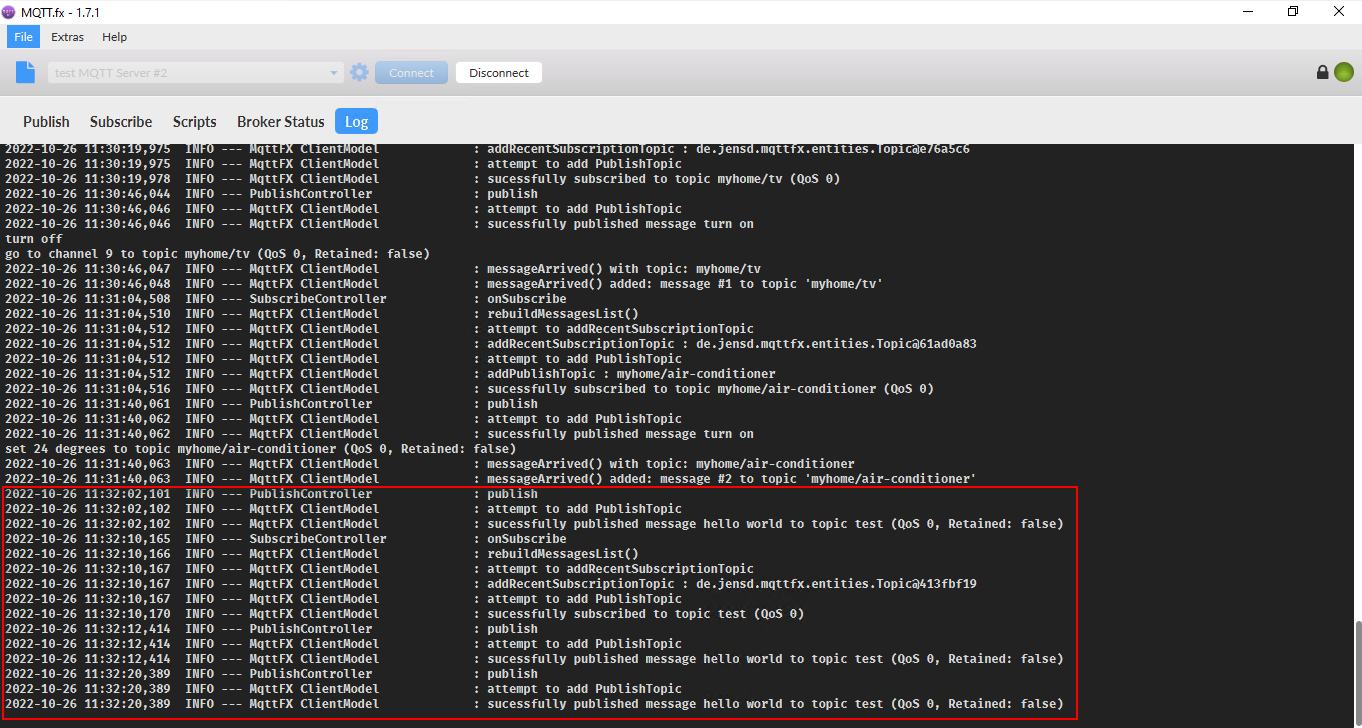 MQTT.fx - 1.7.1
File Extras Help
test MQTT Server #2 Connect Disconnect
Publish Subscribe Scripts Broker Status Log
2022-10-26 11:30:19,975 INFO --- MqttFX ClientModel : addRecentSubscriptionTopic : de.jensd.mqttfx.entities.Topic@e76a5c6
2022-10-26 11:30:19,975 INFO --- MqttFX ClientModel : attempt to add PublishTopic
2022-10-26 11:30:19,978 INFO --- MqttFX ClientModel : sucessfully subscribed to topic myhome/tv (QoS 0)
2022-10-26 11:30:46,044 INFO --- PublishController : publish
2022-10-26 11:30:46,046 INFO --- MqttFX ClientModel : attempt to add PublishTopic
2022-10-26 11:30:46,046 INFO --- MqttFX ClientModel : sucessfully published message turn on
turn off
go to channel 9 to topic myhome/tv (QoS 0, Retained: false)
2022-10-26 11:30:46,047 INFO --- MqttFX ClientModel : messageArrived() with topic: myhome/tv
2022-10-26 11:30:46,048 INFO --- MqttFX ClientModel : messageArrived() added: message #1 to topic 'myhome/tv'
2022-10-26 11:31:04,508 INFO --- SubscribeController : onSubscribe
2022-10-26 11:31:04,510 INFO --- MqttFX ClientModel : rebuildMessagesList()
2022-10-26 11:31:04,512 INFO --- MqttFX ClientModel : attempt to addRecentSubscriptionTopic
2022-10-26 11:31:04,512 INFO --- MqttFX ClientModel : addRecentSubscriptionTopic : de.jensd.mqttfx.entities.Topic@61ad0a83
2022-10-26 11:31:04,512 INFO --- MqttFX ClientModel : attempt to add PublishTopic
2022-10-26 11:31:04,512 INFO --- MqttFX ClientModel : addPublishTopic : myhome/air-conditioner
2022-10-26 11:31:04,516 INFO --- MqttFX ClientModel : sucessfully subscribed to topic myhome/air-conditioner (QoS 0)
2022-10-26 11:31:40,061 INFO --- PublishController : publish
2022-10-26 11:31:40,062 INFO --- MqttFX ClientModel : attempt to add PublishTopic
2022-10-26 11:31:40,062 INFO --- MqttFX ClientModel : sucessfully published message turn on
set 24 degrees to topic myhome/air-conditioner (QoS 0, Retained: false)
2022-10-26 11:31:40,063 INFO --- MqttFX ClientModel : messageArrived() with topic: myhome/air-conditioner
2022-10-26 11:31:40,063 INFO --- MqttFX ClientModel : messageArrived() added: message #2 to topic 'myhome/air-conditioner'
2022-10-26 11:32:02,101 INFO --- PublishController : publish
2022-10-26 11:32:02,102 INFO --- MqttFX ClientModel : attempt to add PublishTopic
2022-10-26 11:32:02,102 INFO --- MqttFX ClientModel : sucessfully published message hello world to topic test (QoS 0, Retained: false)
2022-10-26 11:32:10,165 INFO --- SubscribeController : onSubscribe
2022-10-26 11:32:10,166 INFO --- MqttFX ClientModel : rebuildMessagesList()
2022-10-26 11:32:10,167 INFO --- MqttFX ClientModel : attempt to addRecentSubscriptionTopic
2022-10-26 11:32:10,167 INFO --- MqttFX ClientModel : addRecentSubscriptionTopic : de.jensd.mqttfx.entities.Topic@413fbf19
2022-10-26 11:32:10,167 INFO --- MqttFX ClientModel : attempt to add PublishTopic
2022-10-26 11:32:10,170 INFO --- MqttFX ClientModel : sucessfully subscribed to topic test (QoS 0)
2022-10-26 11:32:12,414 INFO --- PublishController : publish
2022-10-26 11:32:12,414 INFO --- MqttFX ClientModel : attempt to add PublishTopic
2022-10-26 11:32:12,414 INFO --- MqttFX ClientModel : sucessfully published message hello world to topic test (QoS 0, Retained: false)
2022-10-26 11:32:20,389 INFO --- PublishController : publish
2022-10-26 11:32:20,389 INFO --- MqttFX ClientModel : attempt to add PublishTopic
2022-10-26 11:32:20,389 INFO --- MqttFX ClientModel : sucessfully published message hello world to topic test (QoS 0, Retained: false)